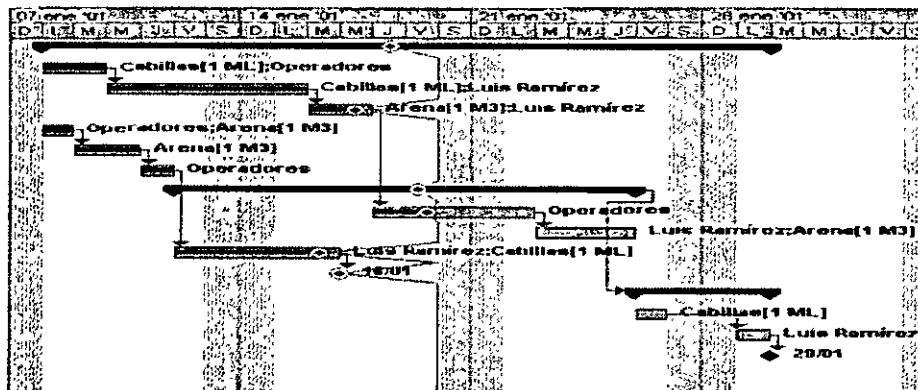 07 ene '01 14 ene '01 21 ene '01 28 ene '01
D L M M J V S D L M M J V S D L M M J V S D L M M J V S
Cabillas[1 ML];Operadores
Cabillas[1 ML];Luis Ramírez
Arena[1 M3];Luis Ramírez
Operadores;Arena[1 M3]
Arena[1 M3]
Operadores
Operadores
Luis Ramírez;Arena[1 M3]
Luis Ramírez;Cabillas[1 ML]
Cabillas[1 ML]
Luis Ramírez
29/01